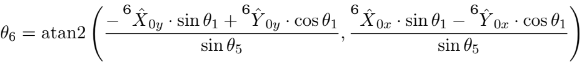 θ₆ = atan2( (−⁶X̂₀y · sin θ₁ + ⁶Ŷ₀y · cos θ₁) / sin θ₅ , (⁶X̂₀x · sin θ₁ − ⁶Ŷ₀x · cos θ₁) / sin θ₅ )